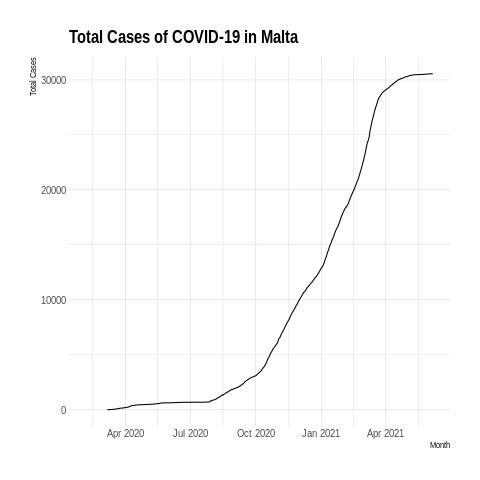 Total Cases of COVID-19 in Malta
Total Cases
30000
20000
10000
0
Apr 2020 Jul 2020 Oct 2020 Jan 2021 Apr 2021
Month